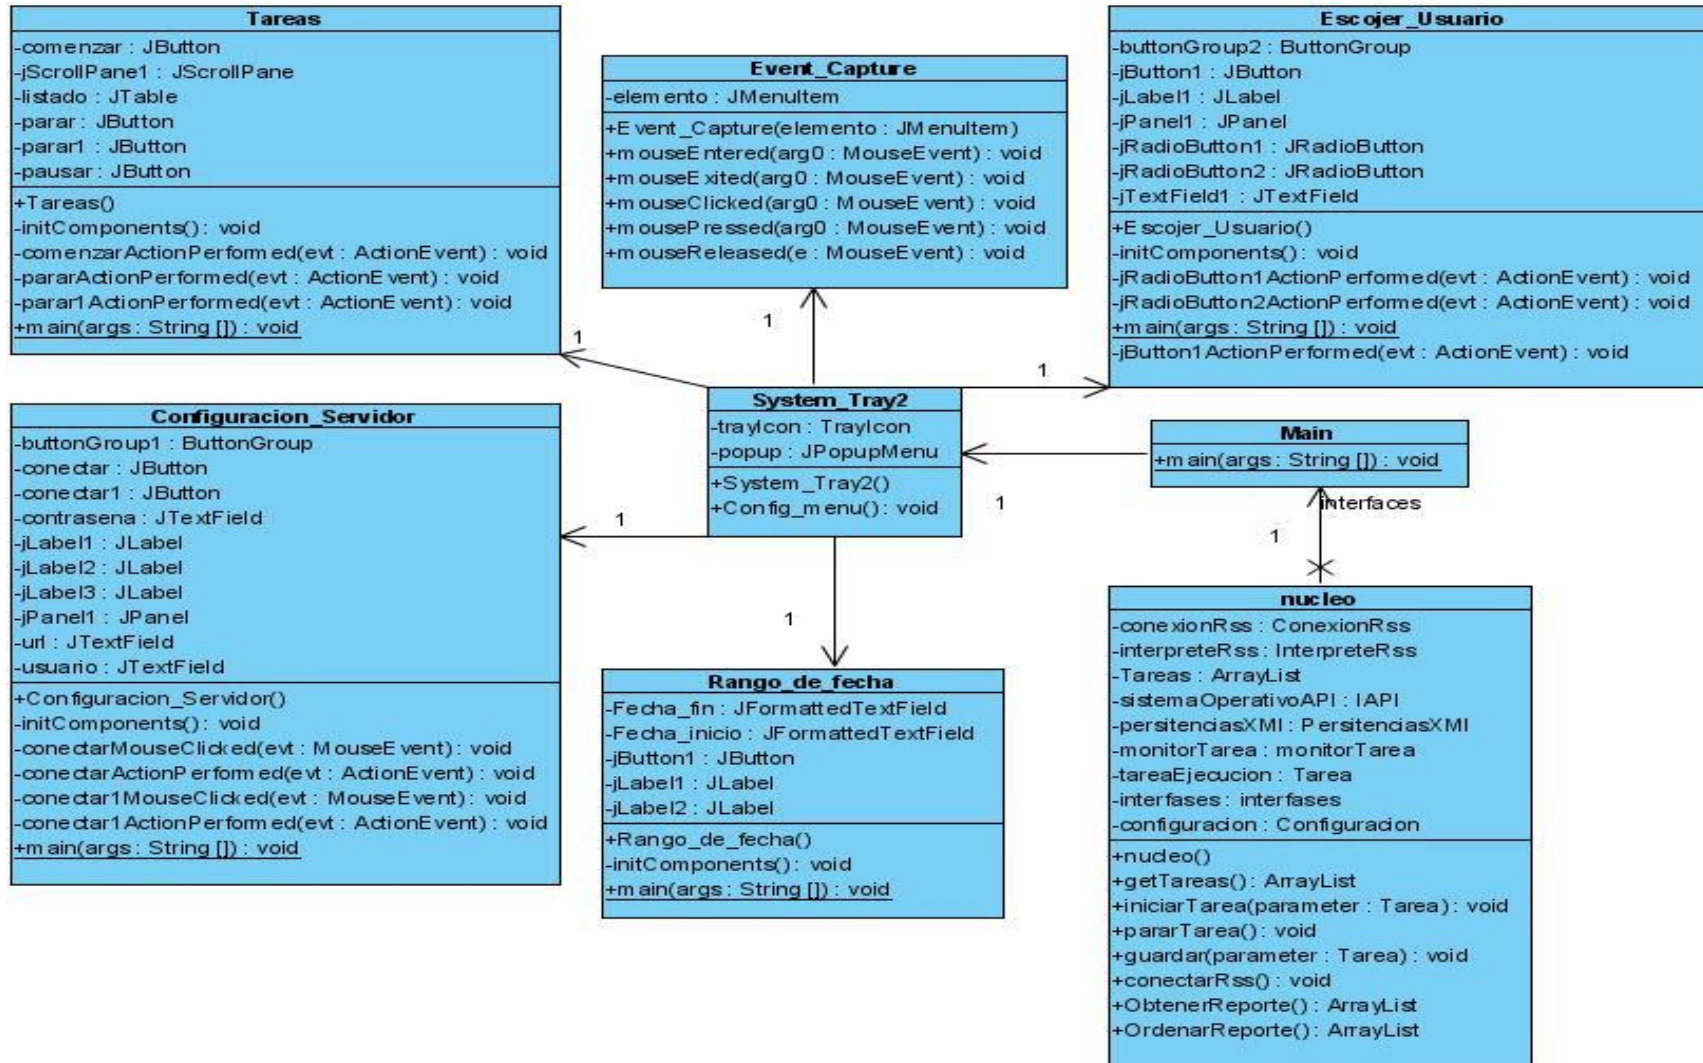 Tareas
-comenzar : JButton
-jScrollPane1 : JScrollPane
-listado : JTable
-parar : JButton
-parar1 : JButton
-pausar : JButton
+Tareas()
-initComponents() : void
-comenzarActionPerformed(evt : ActionEvent) : void
-pararActionPerformed(evt : ActionEvent) : void
-parar1ActionPerformed(evt : ActionEvent) : void
+main(args : String []) : void
Event_Capture
-elemento : JMenuItem
+Event_Capture(elemento : JMenuItem)
+mouseEntered(arg0 : MouseEvent) : void
+mouseExited(arg0 : MouseEvent) : void
+mouseClicked(arg0 : MouseEvent) : void
+mousePressed(arg0 : MouseEvent) : void
+mouseReleased(e : MouseEvent) : void
Escojer_Usuario
-buttonGroup2 : ButtonGroup
-jButton1 : JButton
-jLabel1 : JLabel
-jPanel1 : JPanel
-jRadioButton1 : JRadioButton
-jRadioButton2 : JRadioButton
-jTextField1 : JTextField
+Escojer_Usuario()
-initComponents() : void
-jRadioButton1ActionPerformed(evt : ActionEvent) : void
-jRadioButton2ActionPerformed(evt : ActionEvent) : void
+main(args : String []) : void
-jButton1ActionPerformed(evt : ActionEvent) : void
1
1
1
Configuracion_Servidor
-buttonGroup1 : ButtonGroup
-conectar : JButton
-conectar1 : JButton
-contrasena : JTextField
-jLabel1 : JLabel
-jLabel2 : JLabel
-jLabel3 : JLabel
-jPanel1 : JPanel
-url : JTextField
-usuario : JTextField
+Configuracion_Servidor()
-initComponents() : void
-conectarMouseClicked(evt : MouseEvent) : void
-conectarActionPerformed(evt : ActionEvent) : void
-conectar1MouseClicked(evt : MouseEvent) : void
-conectar1ActionPerformed(evt : ActionEvent) : void
+main(args : String []) : void
System_Tray2
-trayIcon : TrayIcon
-popup : JPopupMenu
+System_Tray2()
+Config_menu() : void
Main
+main(args : String []) : void
1
1
interfaces
1
1
Rango_de_fecha
-Fecha_fin : JFormattedTextField
-Fecha_inicio : JFormattedTextField
-jButton1 : JButton
-jLabel1 : JLabel
-jLabel2 : JLabel
+Rango_de_fecha()
-initComponents() : void
+main(args : String []) : void
nucleo
-conexionRss : ConexionRss
-interpreteRss : InterpreteRss
-Tareas : ArrayList
-sistemaOperativoAPI : IAPI
-persitenciasXMl : PersitenciasXMl
-monitorTarea : monitorTarea
-tareaEjecucion : Tarea
-interfases : interfases
-configuracion : Configuracion
+nucleo()
+getTareas() : ArrayList
+iniciarTarea(parameter : Tarea) : void
+pararTarea() : void
+guardar(parameter : Tarea) : void
+conectarRss() : void
+ObtenerReporte() : ArrayList
+OrdenarReporte() : ArrayList